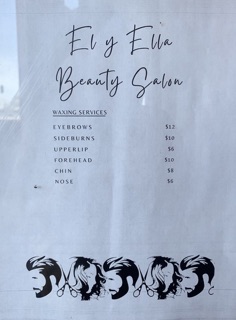 El y Ella
Beauty Salon
WAXING SERVICES
EYEBROWS $12
SIDEBURNS $10
UPPERLIP $6
FOREHEAD $10
CHIN $8
NOSE $6